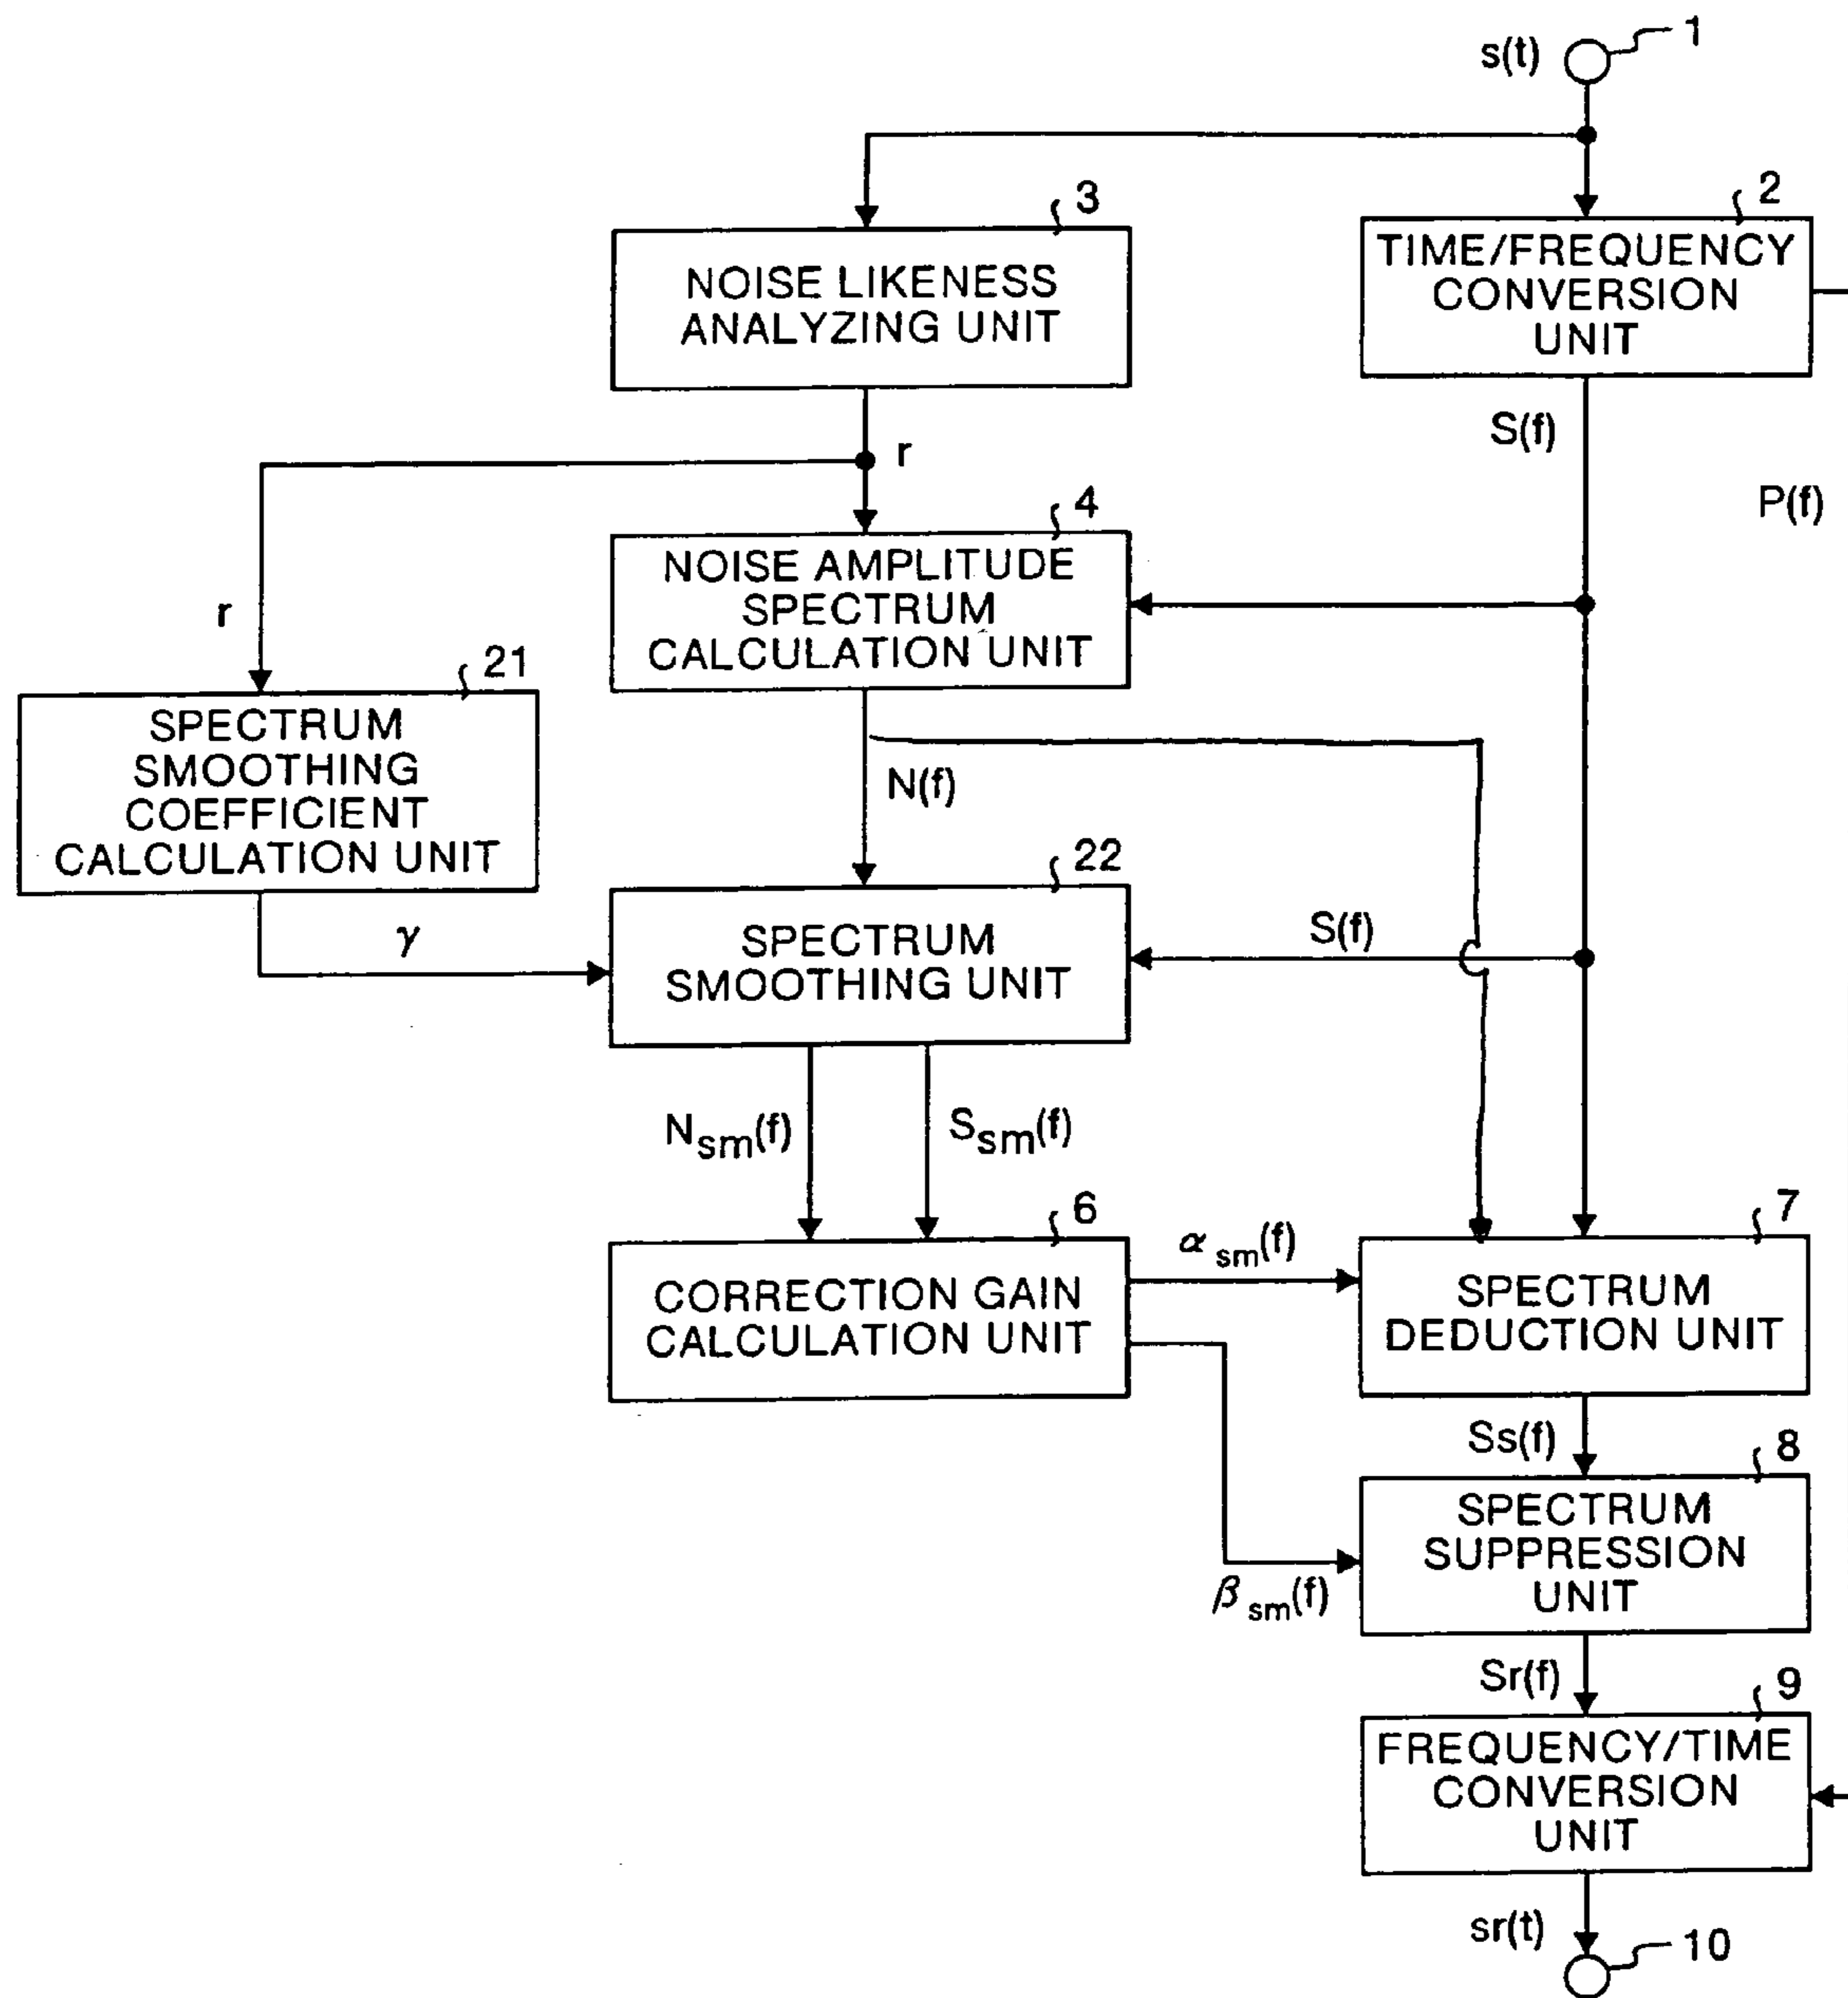 s(t)
1
3
NOISE LIKENESS
ANALYZING UNIT
2
TIME/FREQUENCY
CONVERSION
UNIT
S(f)
P(f)
r
r
4
NOISE AMPLITUDE
SPECTRUM
CALCULATION UNIT
21
SPECTRUM
SMOOTHING
COEFFICIENT
CALCULATION UNIT
N(f)
γ
22
SPECTRUM
SMOOTHING UNIT
S(f)
Nsm(f)
Ssm(f)
6
CORRECTION GAIN
CALCULATION UNIT
αsm(f)
βsm(f)
7
SPECTRUM
DEDUCTION UNIT
Ss(f)
8
SPECTRUM
SUPPRESSION
UNIT
Sr(f)
9
FREQUENCY/TIME
CONVERSION
UNIT
sr(t)
10